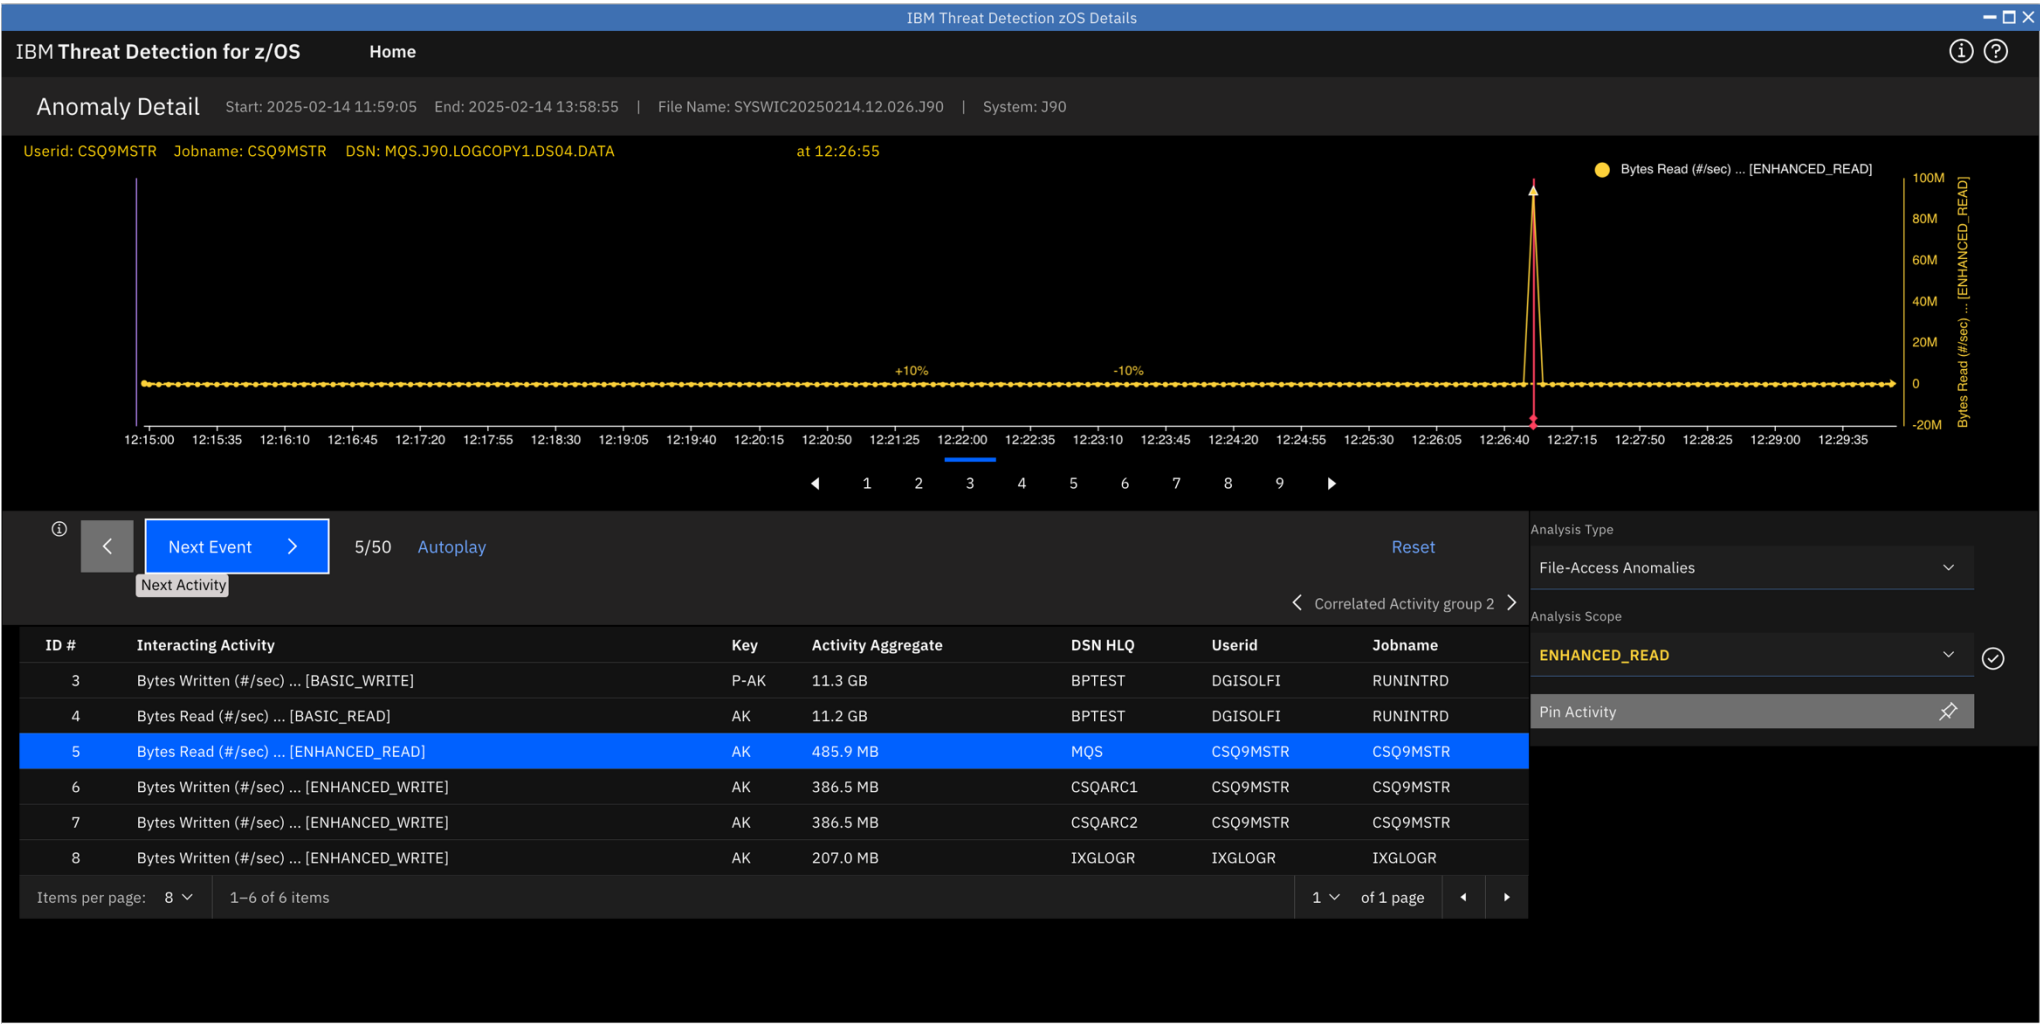 IBM Threat Detection zOS Details
IBM Threat Detection for z/OS Home
Anomaly Detail Start: 2025-02-14 11:59:05 End: 2025-02-14 13:58:55 | File Name: SYSWIC20250214.12.026.J90 | System: J90
Userid: CSQ9MSTR Jobname: CSQ9MSTR DSN: MQS.J90.LOGCOPY1.DS04.DATA at 12:26:55
Bytes Read (#/sec) ... [ENHANCED_READ]
100M
80M
60M
40M
20M
0
-20M
Bytes Read (#/sec) ... [ENHANCED_READ]
+10% -10%
12:15:00 12:15:35 12:16:10 12:16:45 12:17:20 12:17:55 12:18:30 12:19:05 12:19:40 12:20:15 12:20:50 12:21:25 12:22:00 12:22:35 12:23:10 12:23:45 12:24:20 12:24:55 12:25:30 12:26:05 12:26:40 12:27:15 12:27:50 12:28:25 12:29:00 12:29:35
1 2 3 4 5 6 7 8 9
Next Event 5/50 Autoplay Reset
Next Activity
Correlated Activity group 2
Analysis Type
File-Access Anomalies
Analysis Scope
ENHANCED_READ
Pin Activity
ID # Interacting Activity Key Activity Aggregate DSN HLQ Userid Jobname
3 Bytes Written (#/sec) ... [BASIC_WRITE] P-AK 11.3 GB BPTEST DGISOLFI RUNINTRD
4 Bytes Read (#/sec) ... [BASIC_READ] AK 11.2 GB BPTEST DGISOLFI RUNINTRD
5 Bytes Read (#/sec) ... [ENHANCED_READ] AK 485.9 MB MQS CSQ9MSTR CSQ9MSTR
6 Bytes Written (#/sec) ... [ENHANCED_WRITE] AK 386.5 MB CSQARC1 CSQ9MSTR CSQ9MSTR
7 Bytes Written (#/sec) ... [ENHANCED_WRITE] AK 386.5 MB CSQARC2 CSQ9MSTR CSQ9MSTR
8 Bytes Written (#/sec) ... [ENHANCED_WRITE] AK 207.0 MB IXGLOGR IXGLOGR IXGLOGR
Items per page: 8 1–6 of 6 items 1 of 1 page